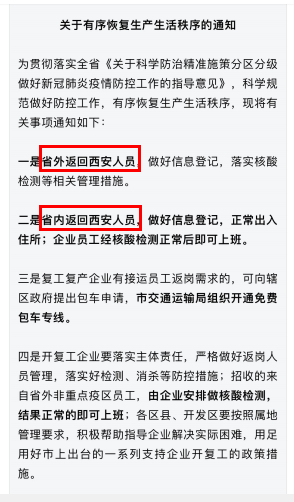 关于有序恢复生产生活秩序的通知
为贯彻落实全省《关于科学防治精准施策分区分级
做好新冠肺炎疫情防控工作的指导意见》，科学规
范做好防控工作，有序恢复生产生活秩序，现将有
关事项通知如下：
一是省外返回西安人员，做好信息登记，落实核酸
检测等相关管理措施。
二是省内返回西安人员，做好信息登记，正常出入
住所；企业员工经核酸检测正常后即可上班。
三是复工复产企业有接运员工返岗需求的，可向辖
区政府提出包车申请，市交通运输局组织开通免费
包车专线。
四是开复工企业要落实主体责任，严格做好返岗人
员管理，落实好检测、消杀等防控措施；招收的来
自省外非重点疫区员工，由企业安排做核酸检测，
结果正常的即可上班；各区县、开发区要按照属地
管理要求，积极帮助指导企业解决实际困难，用足
用好市上出台的一系列支持企业开复工的政策措
施。